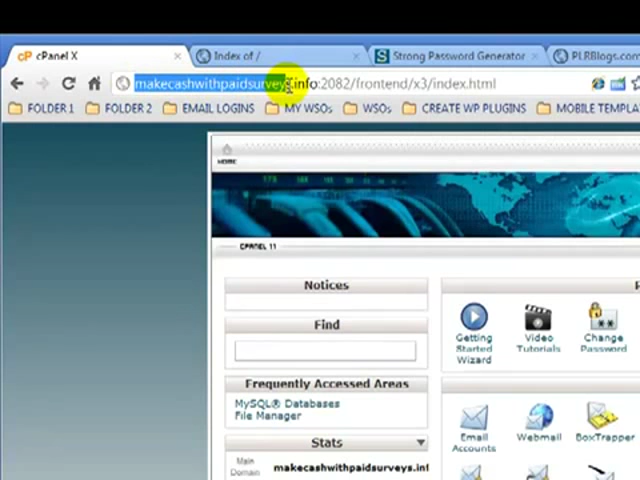 cPanel X
Index of /
Strong Password Generator
PLRBlogs.com
makecashwithpaidsurveys.info:2082/frontend/x3/index.html
FOLDER 1
FOLDER 2
EMAIL LOGINS
MY WSOs
WSOs
CREATE WP PLUGINS
MOBILE TEMPLA
HOME
CPANEL 11
Notices
Find
Frequently Accessed Areas
MySQL® Databases
File Manager
Stats
Main Domain
makecashwithpaidsurveys.inf
P
Getting Started Wizard
Video Tutorials
Change Password
Email Accounts
Webmail
BoxTrapper